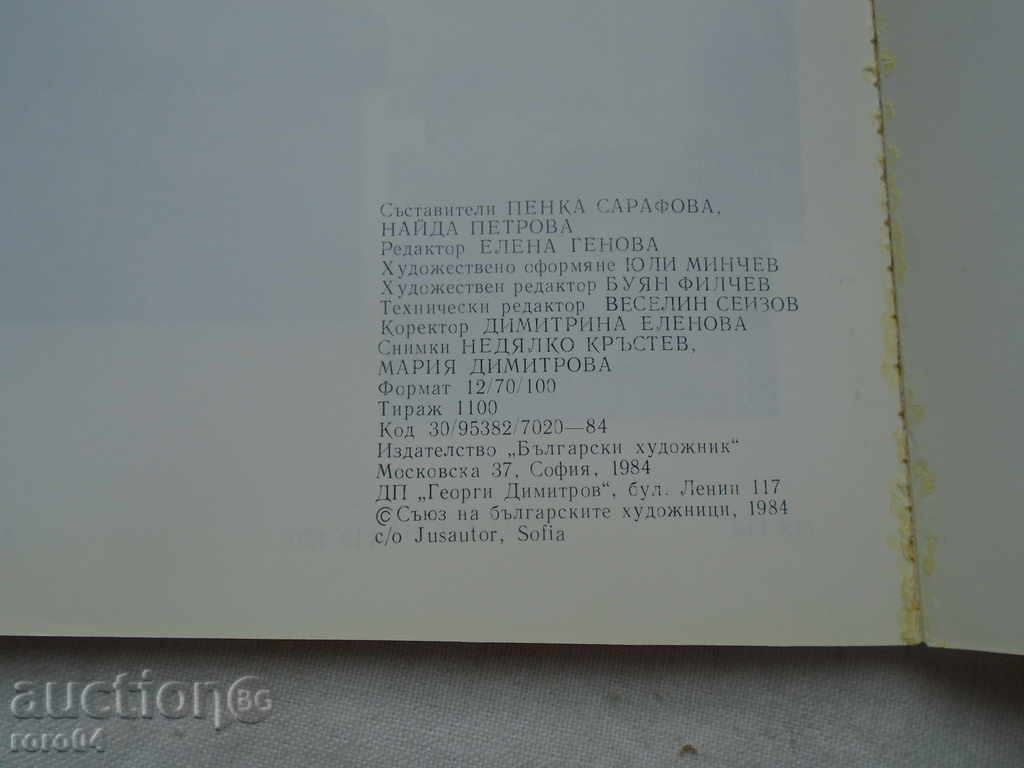 Съставители ПЕНКА САРАФОВА,
НАЙДА ПЕТРОВА
Редактор ЕЛЕНА ГЕНОВА
Художествено оформяне ЮЛИ МИНЧЕВ
Художествен редактор БУЯН ФИЛЧЕВ
Технически редактор ВЕСЕЛИН СЕИЗОВ
Коректор ДИМИТРИНА ЕЛЕНОВА
Снимки НЕДЯЛКО КРЪСТЕВ,
МАРИЯ ДИМИТРОВА
Формат 12/70/100
Тираж 1100
Код 30/95382/7020—84
Издателство „Български художник“
Московска 37, София, 1984
ДП „Георги Димитров“, бул. Ленин 117
©Съюз на българските художници, 1984
c/o Jusautor, Sofia
auctionBG
roro04